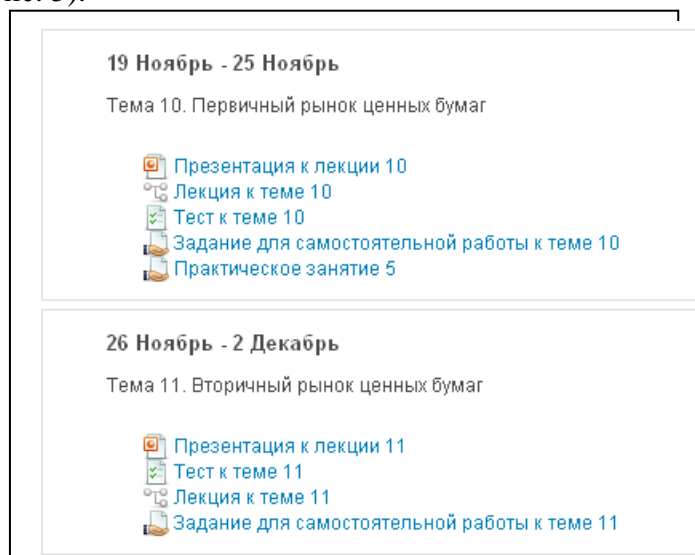 19 Ноябрь - 25 Ноябрь
Тема 10. Первичный рынок ценных бумаг
Презентация к лекции 10
Лекция к теме 10
Тест к теме 10
Задание для самостоятельной работы к теме 10
Практическое занятие 5
26 Ноябрь - 2 Декабрь
Тема 11. Вторичный рынок ценных бумаг
Презентация к лекции 11
Тест к теме 11
Лекция к теме 11
Задание для самостоятельной работы к теме 11